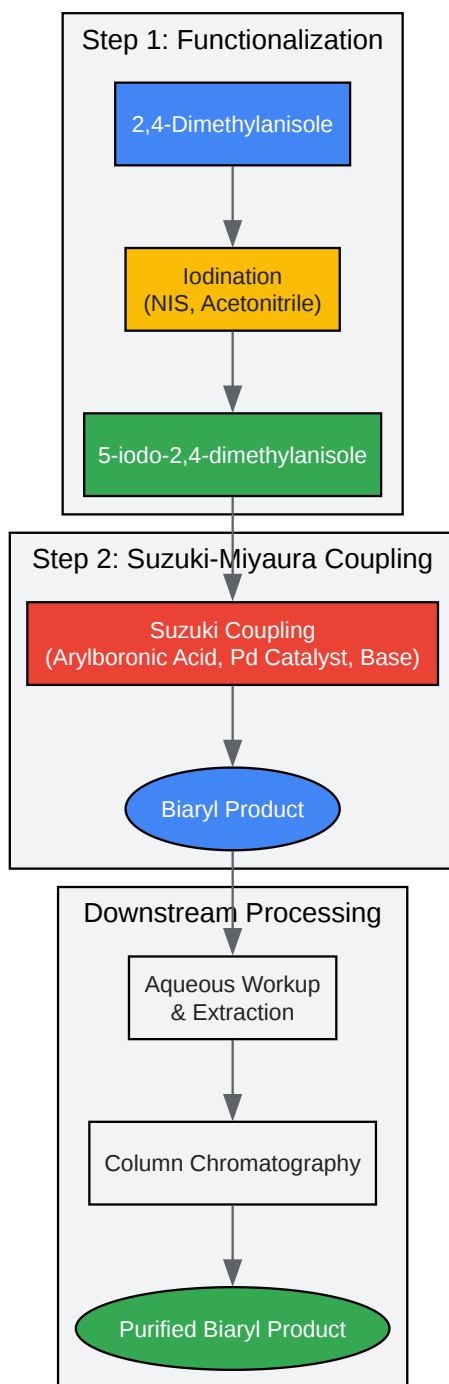 Step 1: Functionalization
2,4-Dimethylanisole
Iodination
(NIS, Acetonitrile)
5-iodo-2,4-dimethylanisole
Step 2: Suzuki-Miyaura Coupling
Suzuki Coupling
(Arylboronic Acid, Pd Catalyst, Base)
Biaryl Product
Downstream Processing
Aqueous Workup
& Extraction
Column Chromatography
Purified Biaryl Product